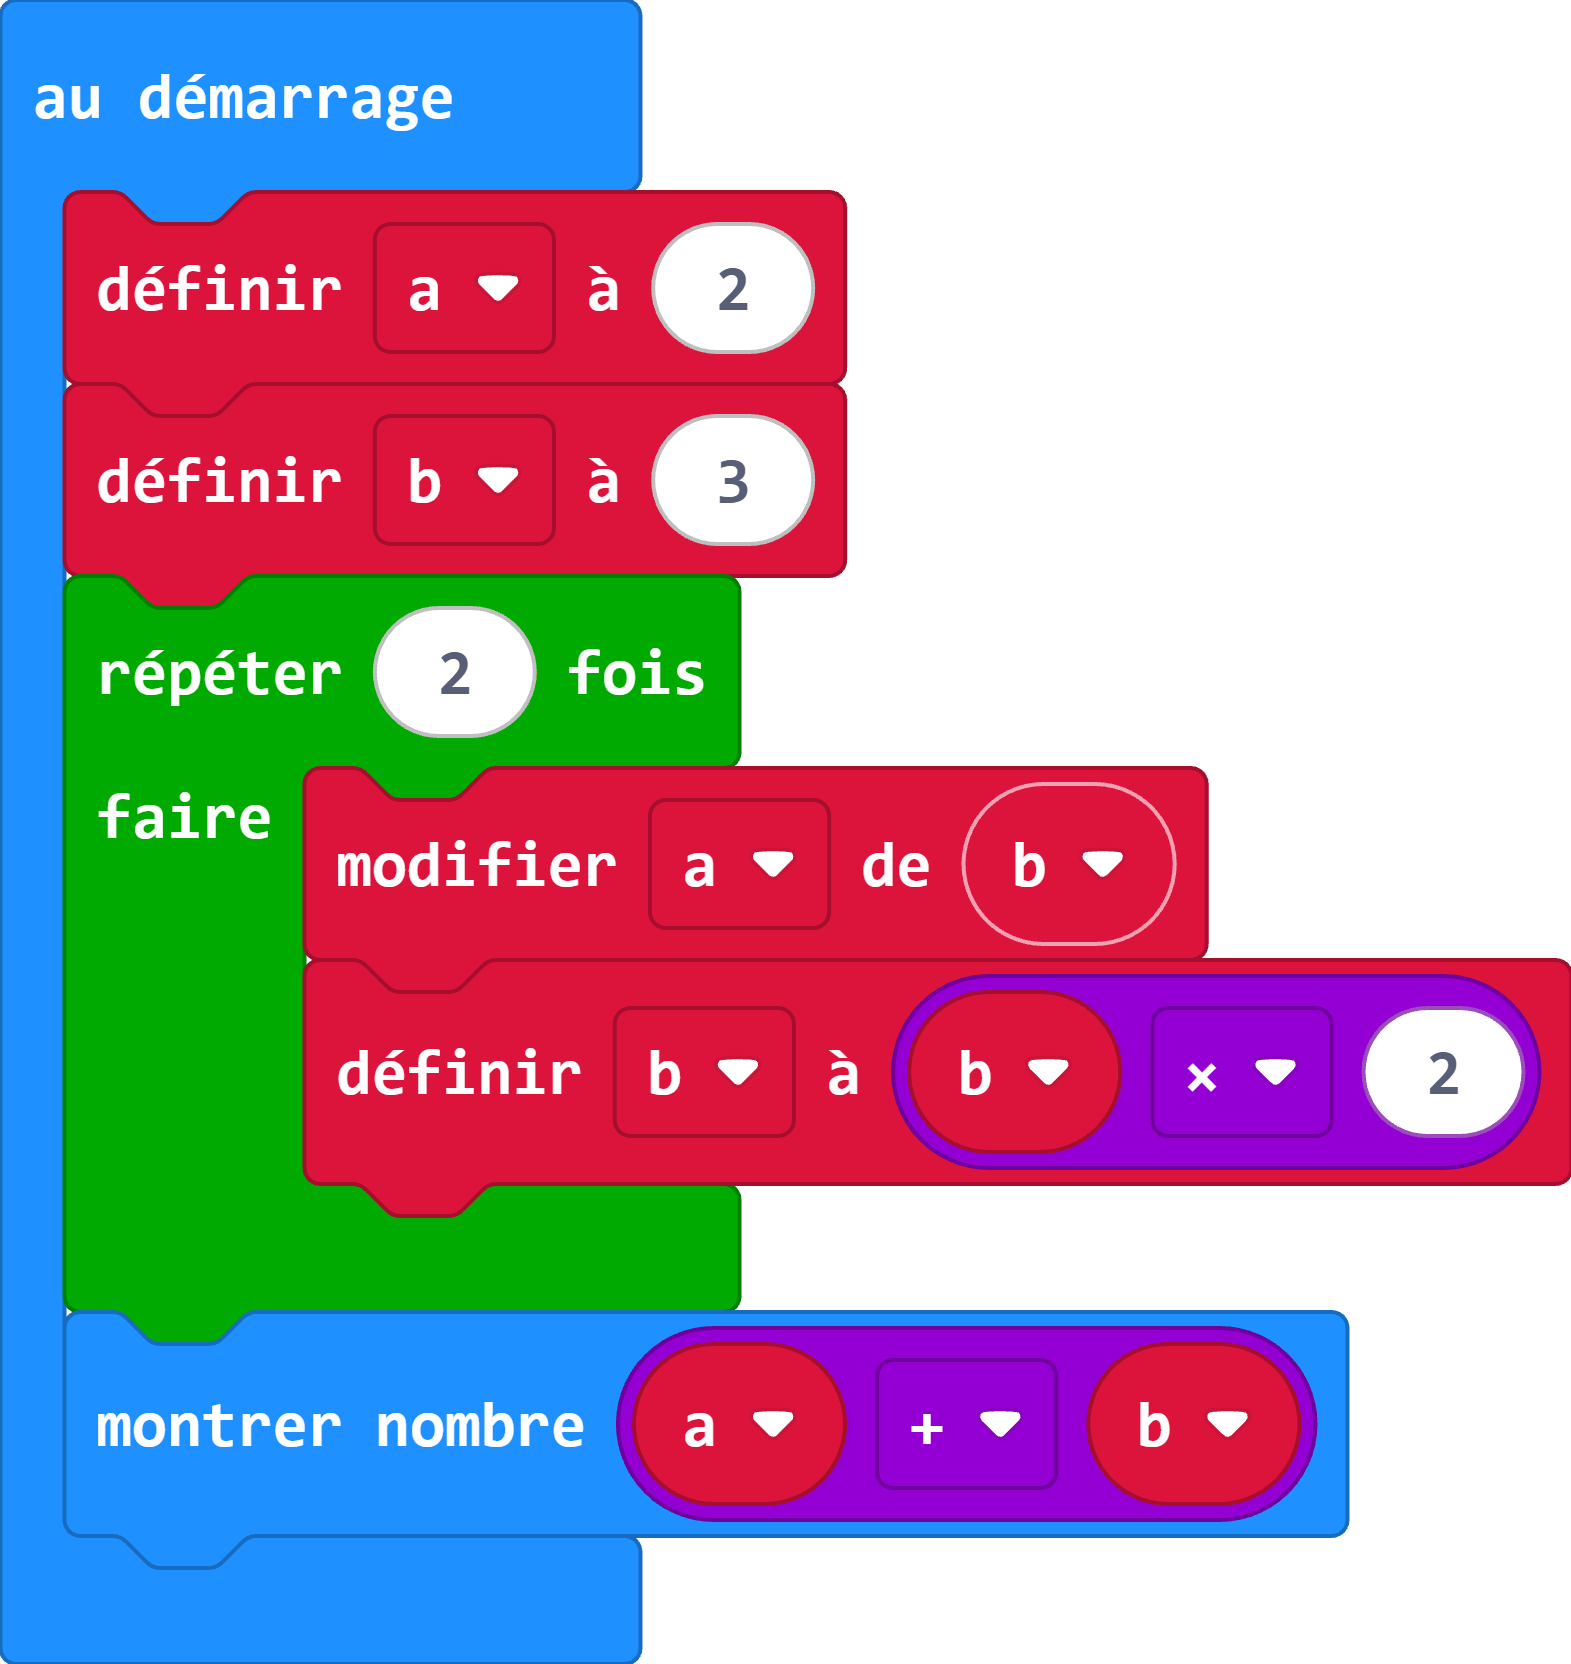 au démarrage
définir a à 2
définir b à 3
répéter 2 fois
faire
modifier a de b
définir b à b × 2
montrer nombre a + b